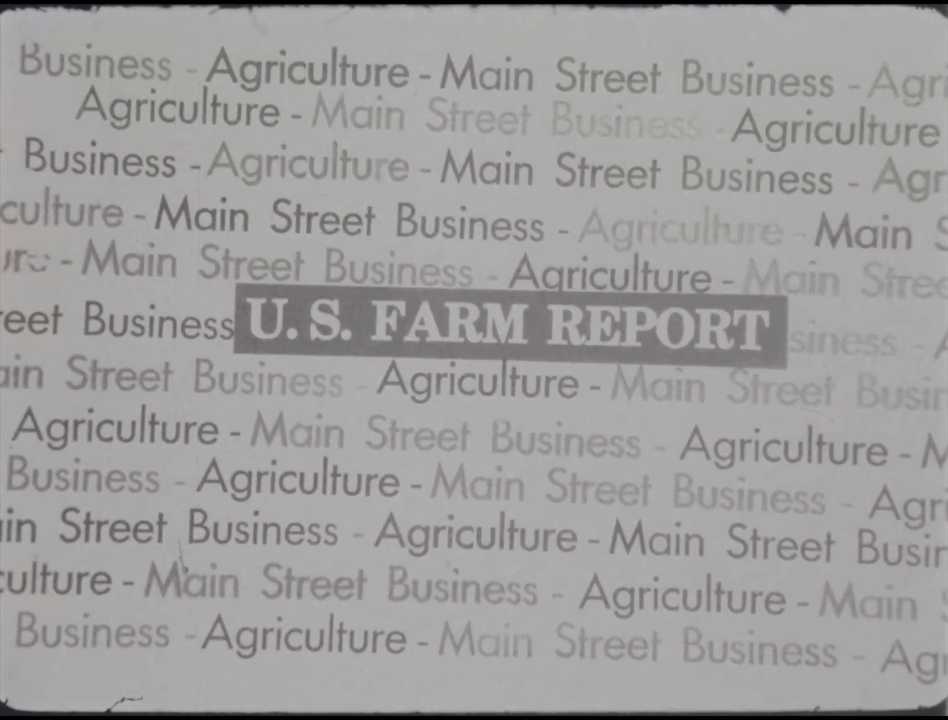 Business - Agriculture - Main Street Business - Agri
Agriculture - Main Street Business - Agriculture
Business - Agriculture - Main Street Business - Agr
culture - Main Street Business - Agriculture - Main S
- Main Street Business - Agriculture - Main Stree
eet Business U.S. FARM REPORT siness - A
ain Street Business - Agriculture - Main Street Busin
Agriculture - Main Street Business - Agriculture - M
Business - Agriculture - Main Street Business - Agri
in Street Business - Agriculture - Main Street Busin
culture - Main Street Business - Agriculture - Main S
Business - Agriculture - Main Street Business - Agr